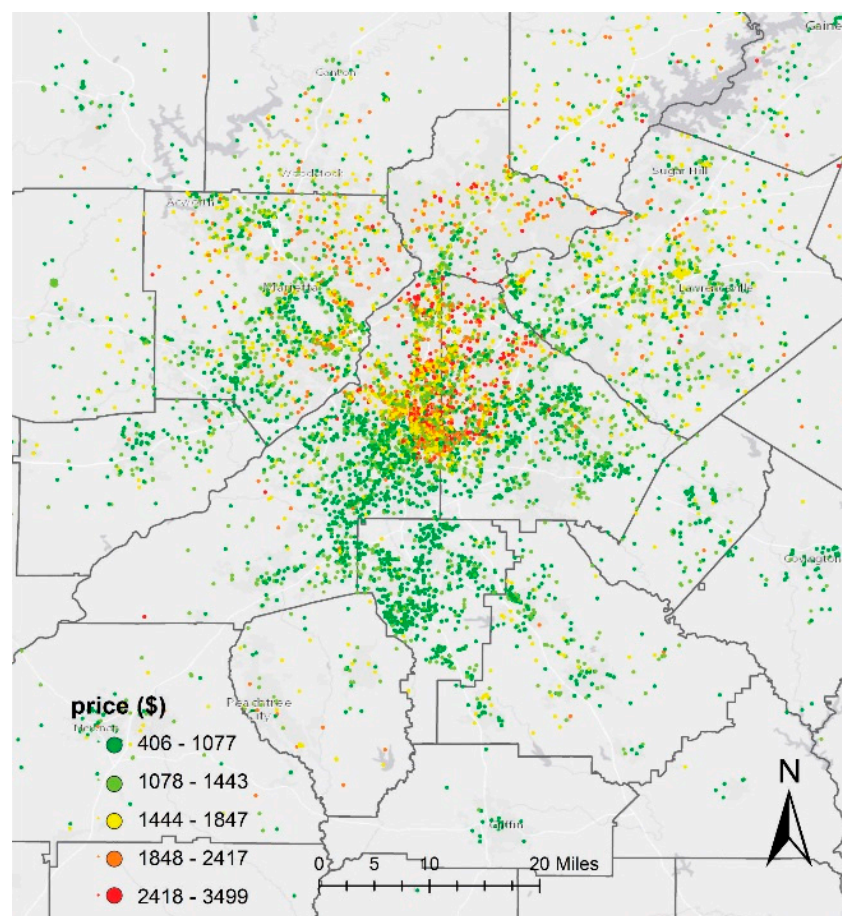 Gaine
Canton
Woodstock
Sugar Hill
Acworth
Marietta
Lawrenceville
Covington
price ($)
Peachtree
City
Newnan
406 - 1077
1078 - 1443
1444 - 1847
1848 - 2417
2418 - 3499
Griffin
N
0 5 10 20 Miles